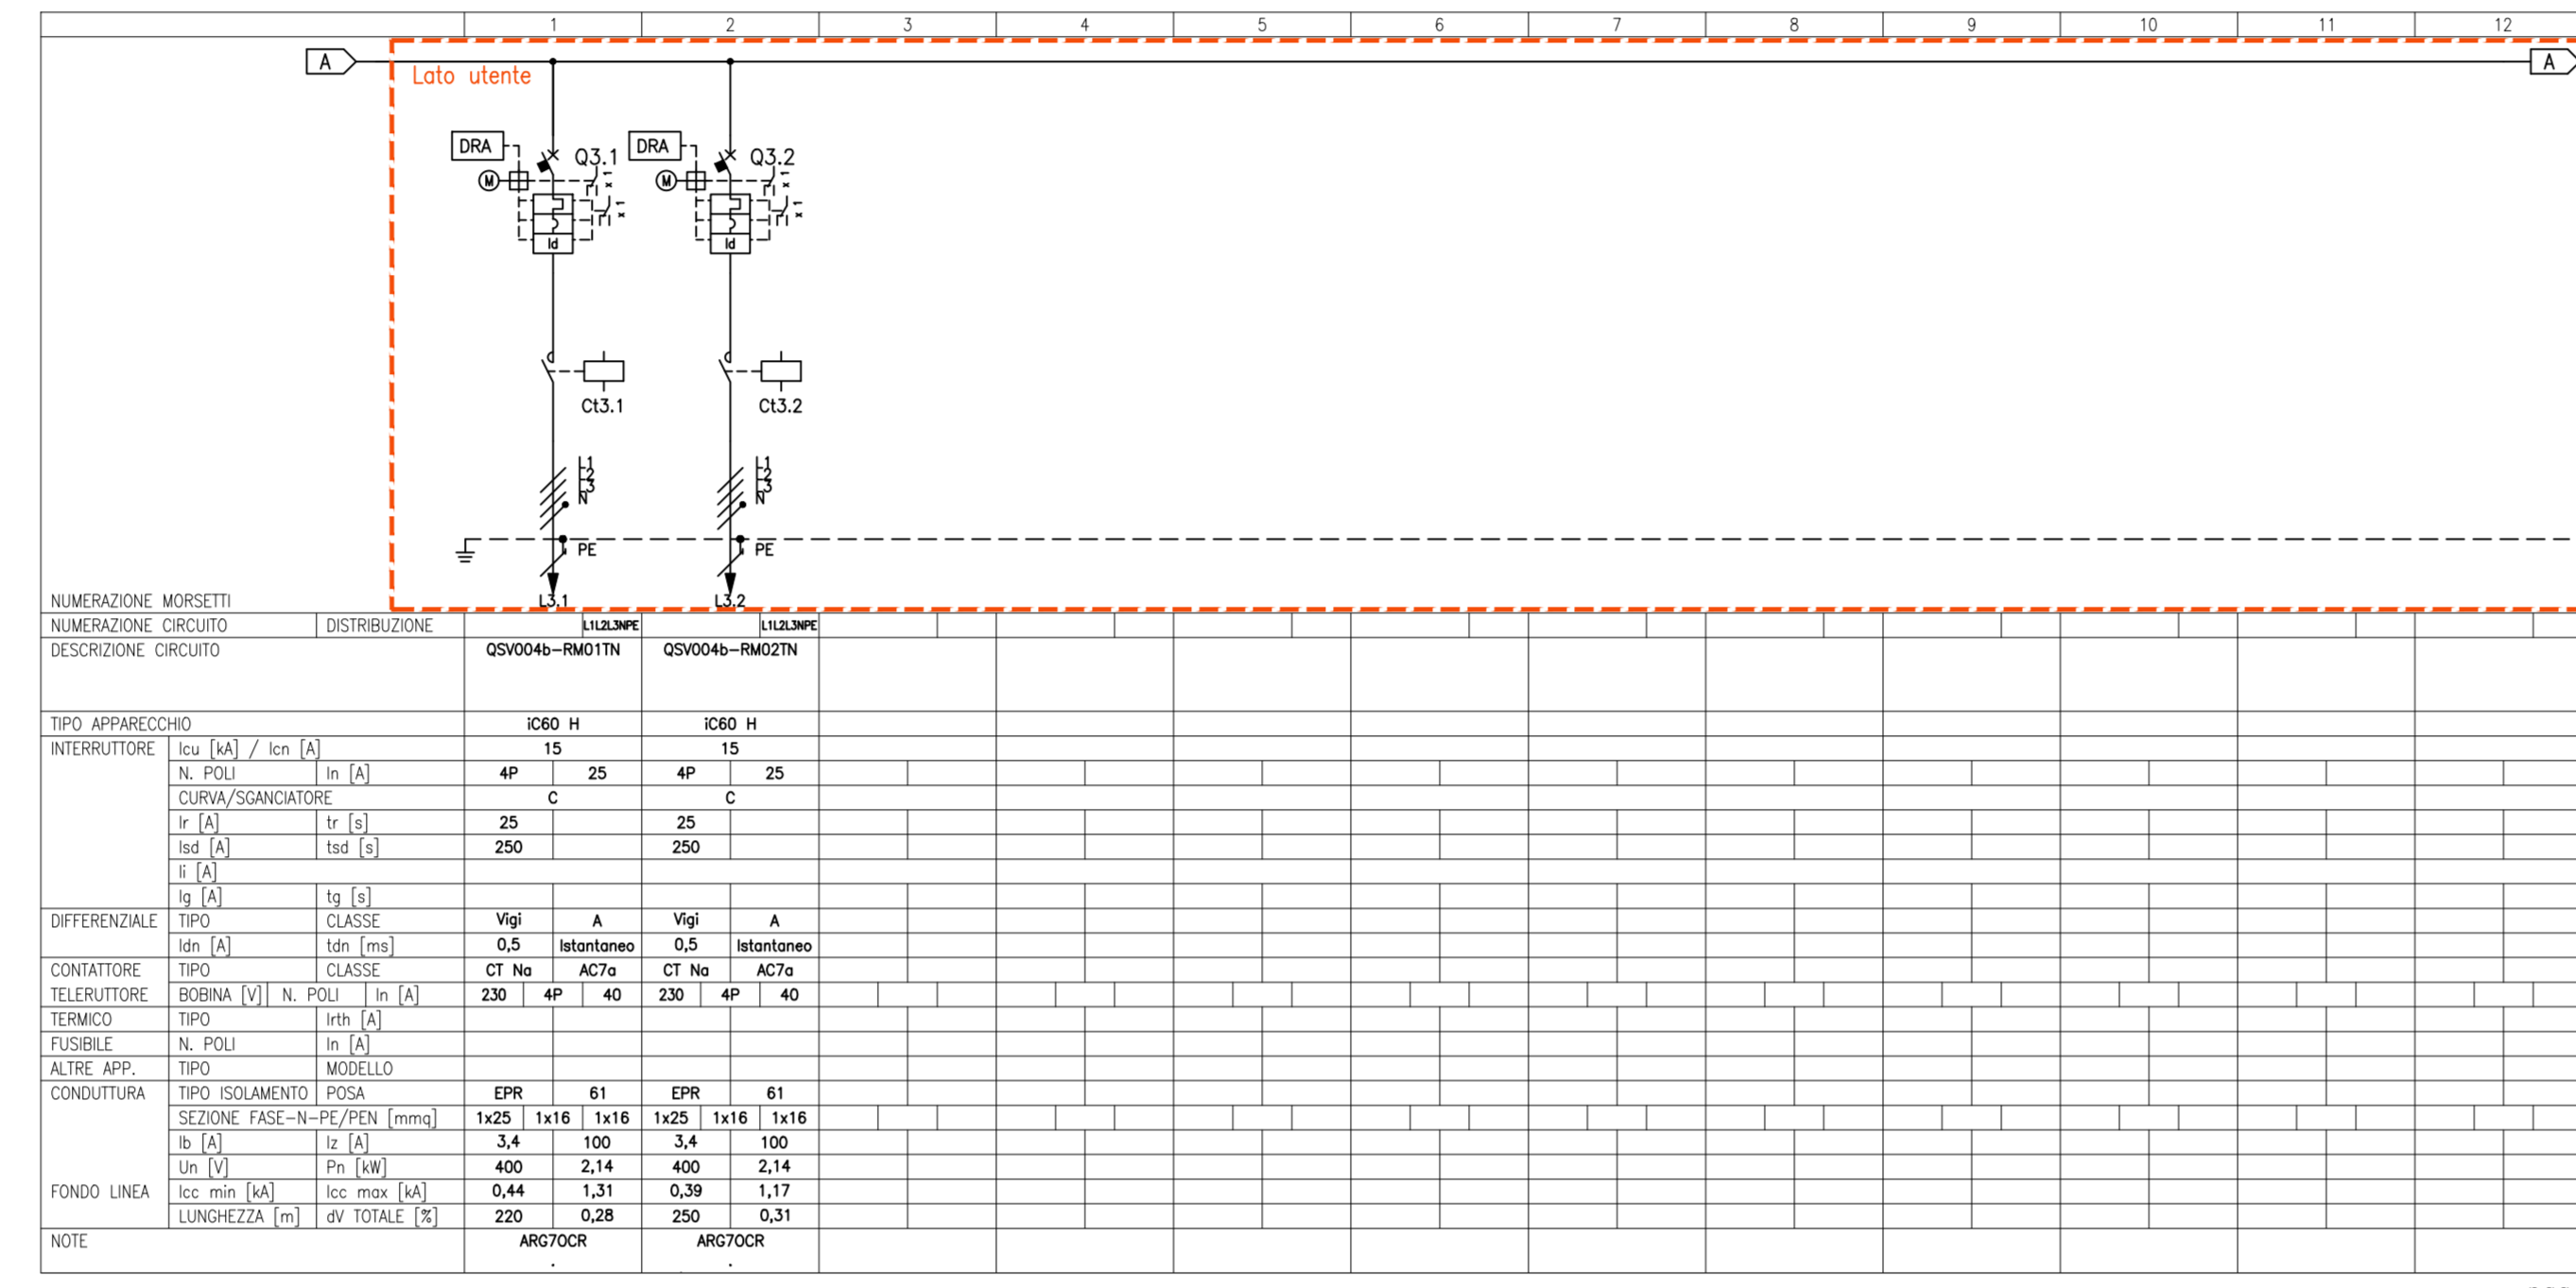 1 2 3 4 5 6 7 8 9 10 11 12
A A
Lato utente
DRA Q3.1 DRA Q3.2
M x 1 M x 1
x 1 x 1
Id Id
Ct3.1 Ct3.2
L1 L1
L2 L2
L3 L3
N N
PE PE
NUMERAZIONE MORSETTI L3.1 L3.2
NUMERAZIONE CIRCUITO DISTRIBUZIONE L1L2L3NPE L1L2L3NPE
DESCRIZIONE CIRCUITO QSV004b-RM01TN QSV004b-RM02TN
TIPO APPARECCHIO iC60 H iC60 H
INTERRUTTORE Icu [kA] / Icn [A] 15 15
N. POLI In [A] 4P 25 4P 25
CURVA/SGANCIATORE C C
Ir [A] tr [s] 25 25
Isd [A] tsd [s] 250 250
Ii [A]
Ig [A] tg [s]
DIFFERENZIALE TIPO CLASSE Vigi A Vigi A
Idn [A] tdn [ms] 0,5 Istantaneo 0,5 Istantaneo
CONTATTORE TIPO CLASSE CT Na AC7a CT Na AC7a
TELERUTTORE BOBINA [V] N. POLI In [A] 230 4P 40 230 4P 40
TERMICO TIPO Irth [A]
FUSIBILE N. POLI In [A]
ALTRE APP. TIPO MODELLO
CONDUTTURA TIPO ISOLAMENTO POSA EPR 61 EPR 61
SEZIONE FASE-N-PE/PEN [mmq] 1x25 1x16 1x16 1x25 1x16 1x16
Ib [A] Iz [A] 3,4 100 3,4 100
Un [V] Pn [kW] 400 2,14 400 2,14
FONDO LINEA Icc min [kA] Icc max [kA] 0,44 1,31 0,39 1,17
LUNGHEZZA [m] dV TOTALE [%] 220 0,28 250 0,31
NOTE ARG7OCR ARG7OCR
. .